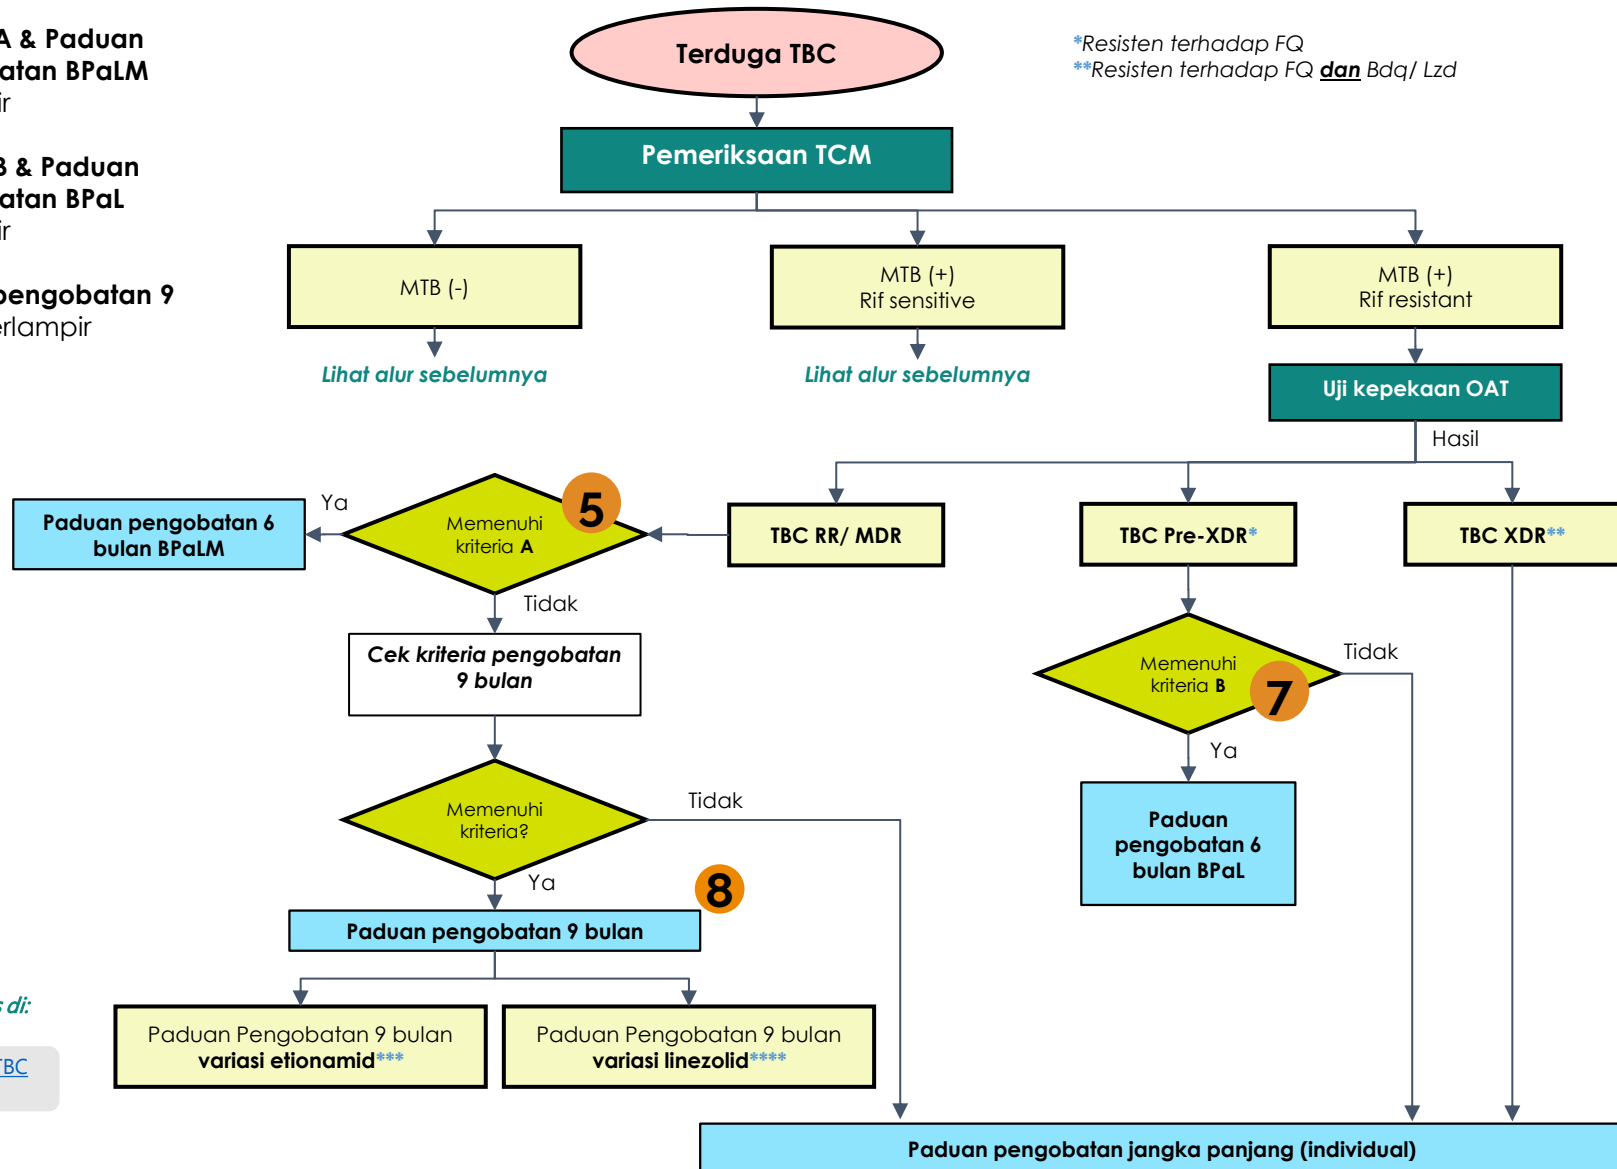 A & Paduan
atan BPaLM
ir
B & Paduan
atan BPaL
ir
pengobatan 9
erlampir
Terduga TBC
*Resisten terhadap FQ
**Resisten terhadap FQ dan Bdq/ Lzd
Pemeriksaan TCM
MTB (-)
MTB (+)
Rif sensitive
MTB (+)
Rif resistant
Lihat alur sebelumnya
Lihat alur sebelumnya
Uji kepekaan OAT
Hasil
Paduan pengobatan 6
bulan BPaLM
Ya
Memenuhi
kriteria A
5
TBC RR/ MDR
TBC Pre-XDR*
TBC XDR**
Tidak
Cek kriteria pengobatan
9 bulan
Memenuhi
kriteria B
7
Tidak
Ya
Memenuhi
kriteria?
Tidak
Paduan
pengobatan 6
bulan BPaL
Ya
8
Paduan pengobatan 9 bulan
s di:
Paduan Pengobatan 9 bulan
variasi etionamid***
Paduan Pengobatan 9 bulan
variasi linezolid****
TBC
Paduan pengobatan jangka panjang (individual)